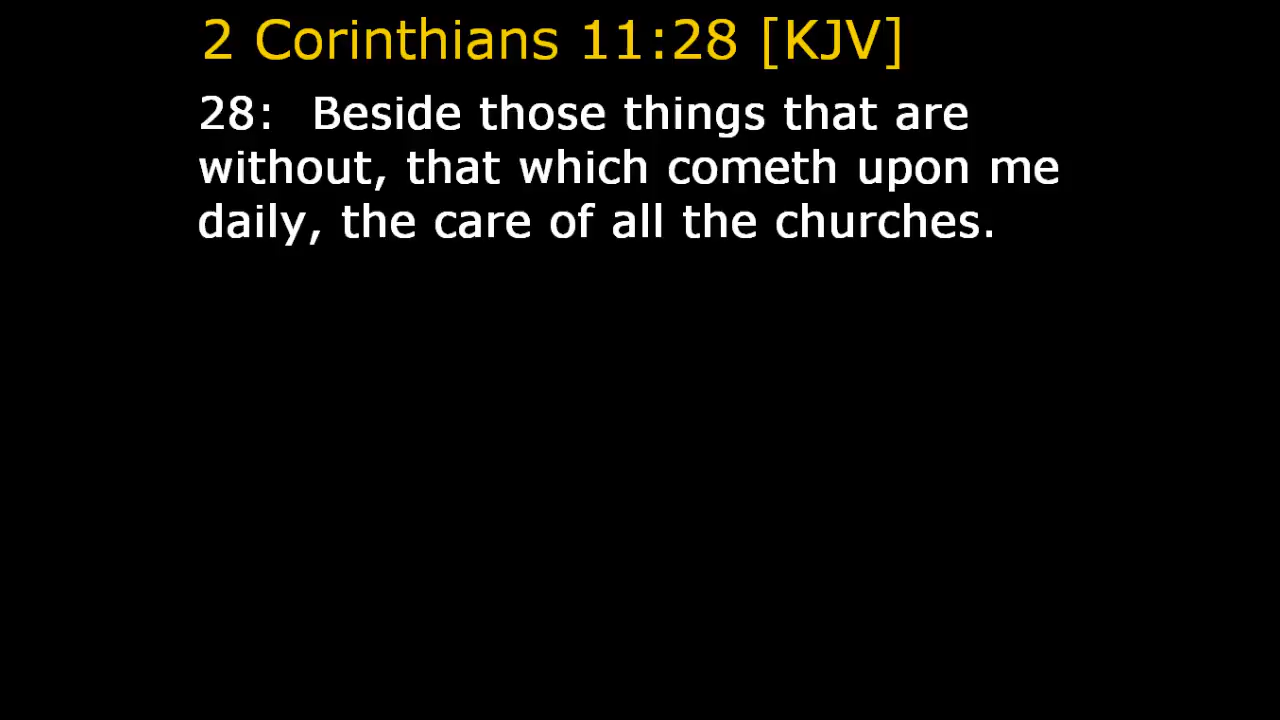 2 Corinthians 11:28 [KJV]
28: Beside those things that are
without, that which cometh upon me
daily, the care of all the churches.